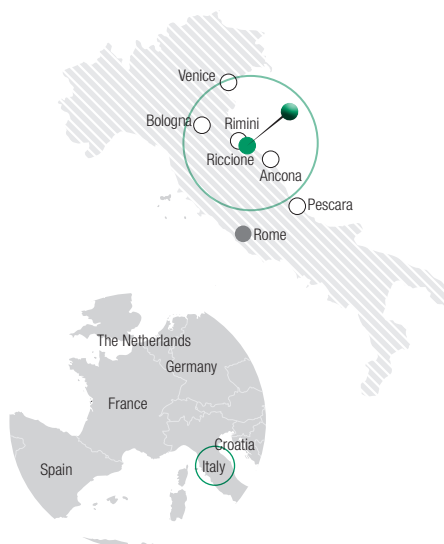 Venice
Bologna
Rimini
Riccione
Ancona
Pescara
Rome
The Netherlands
Germany
France
Croatia
Italy
Spain